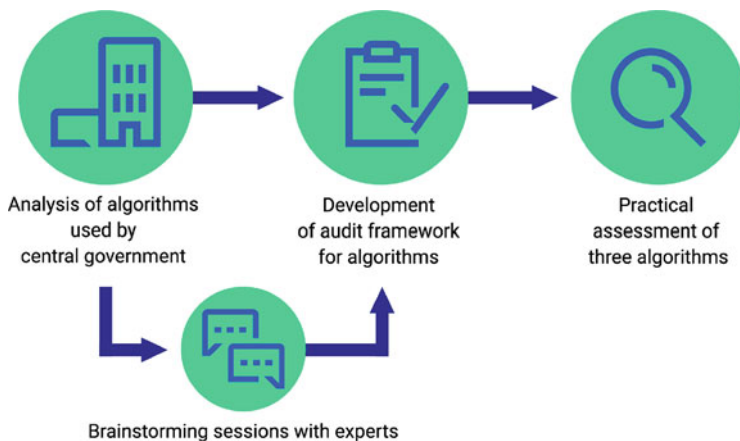 Analysis of algorithms
used by
central government
Development
of audit framework
for algorithms
Practical
assessment of
three algorithms
Brainstorming sessions with experts